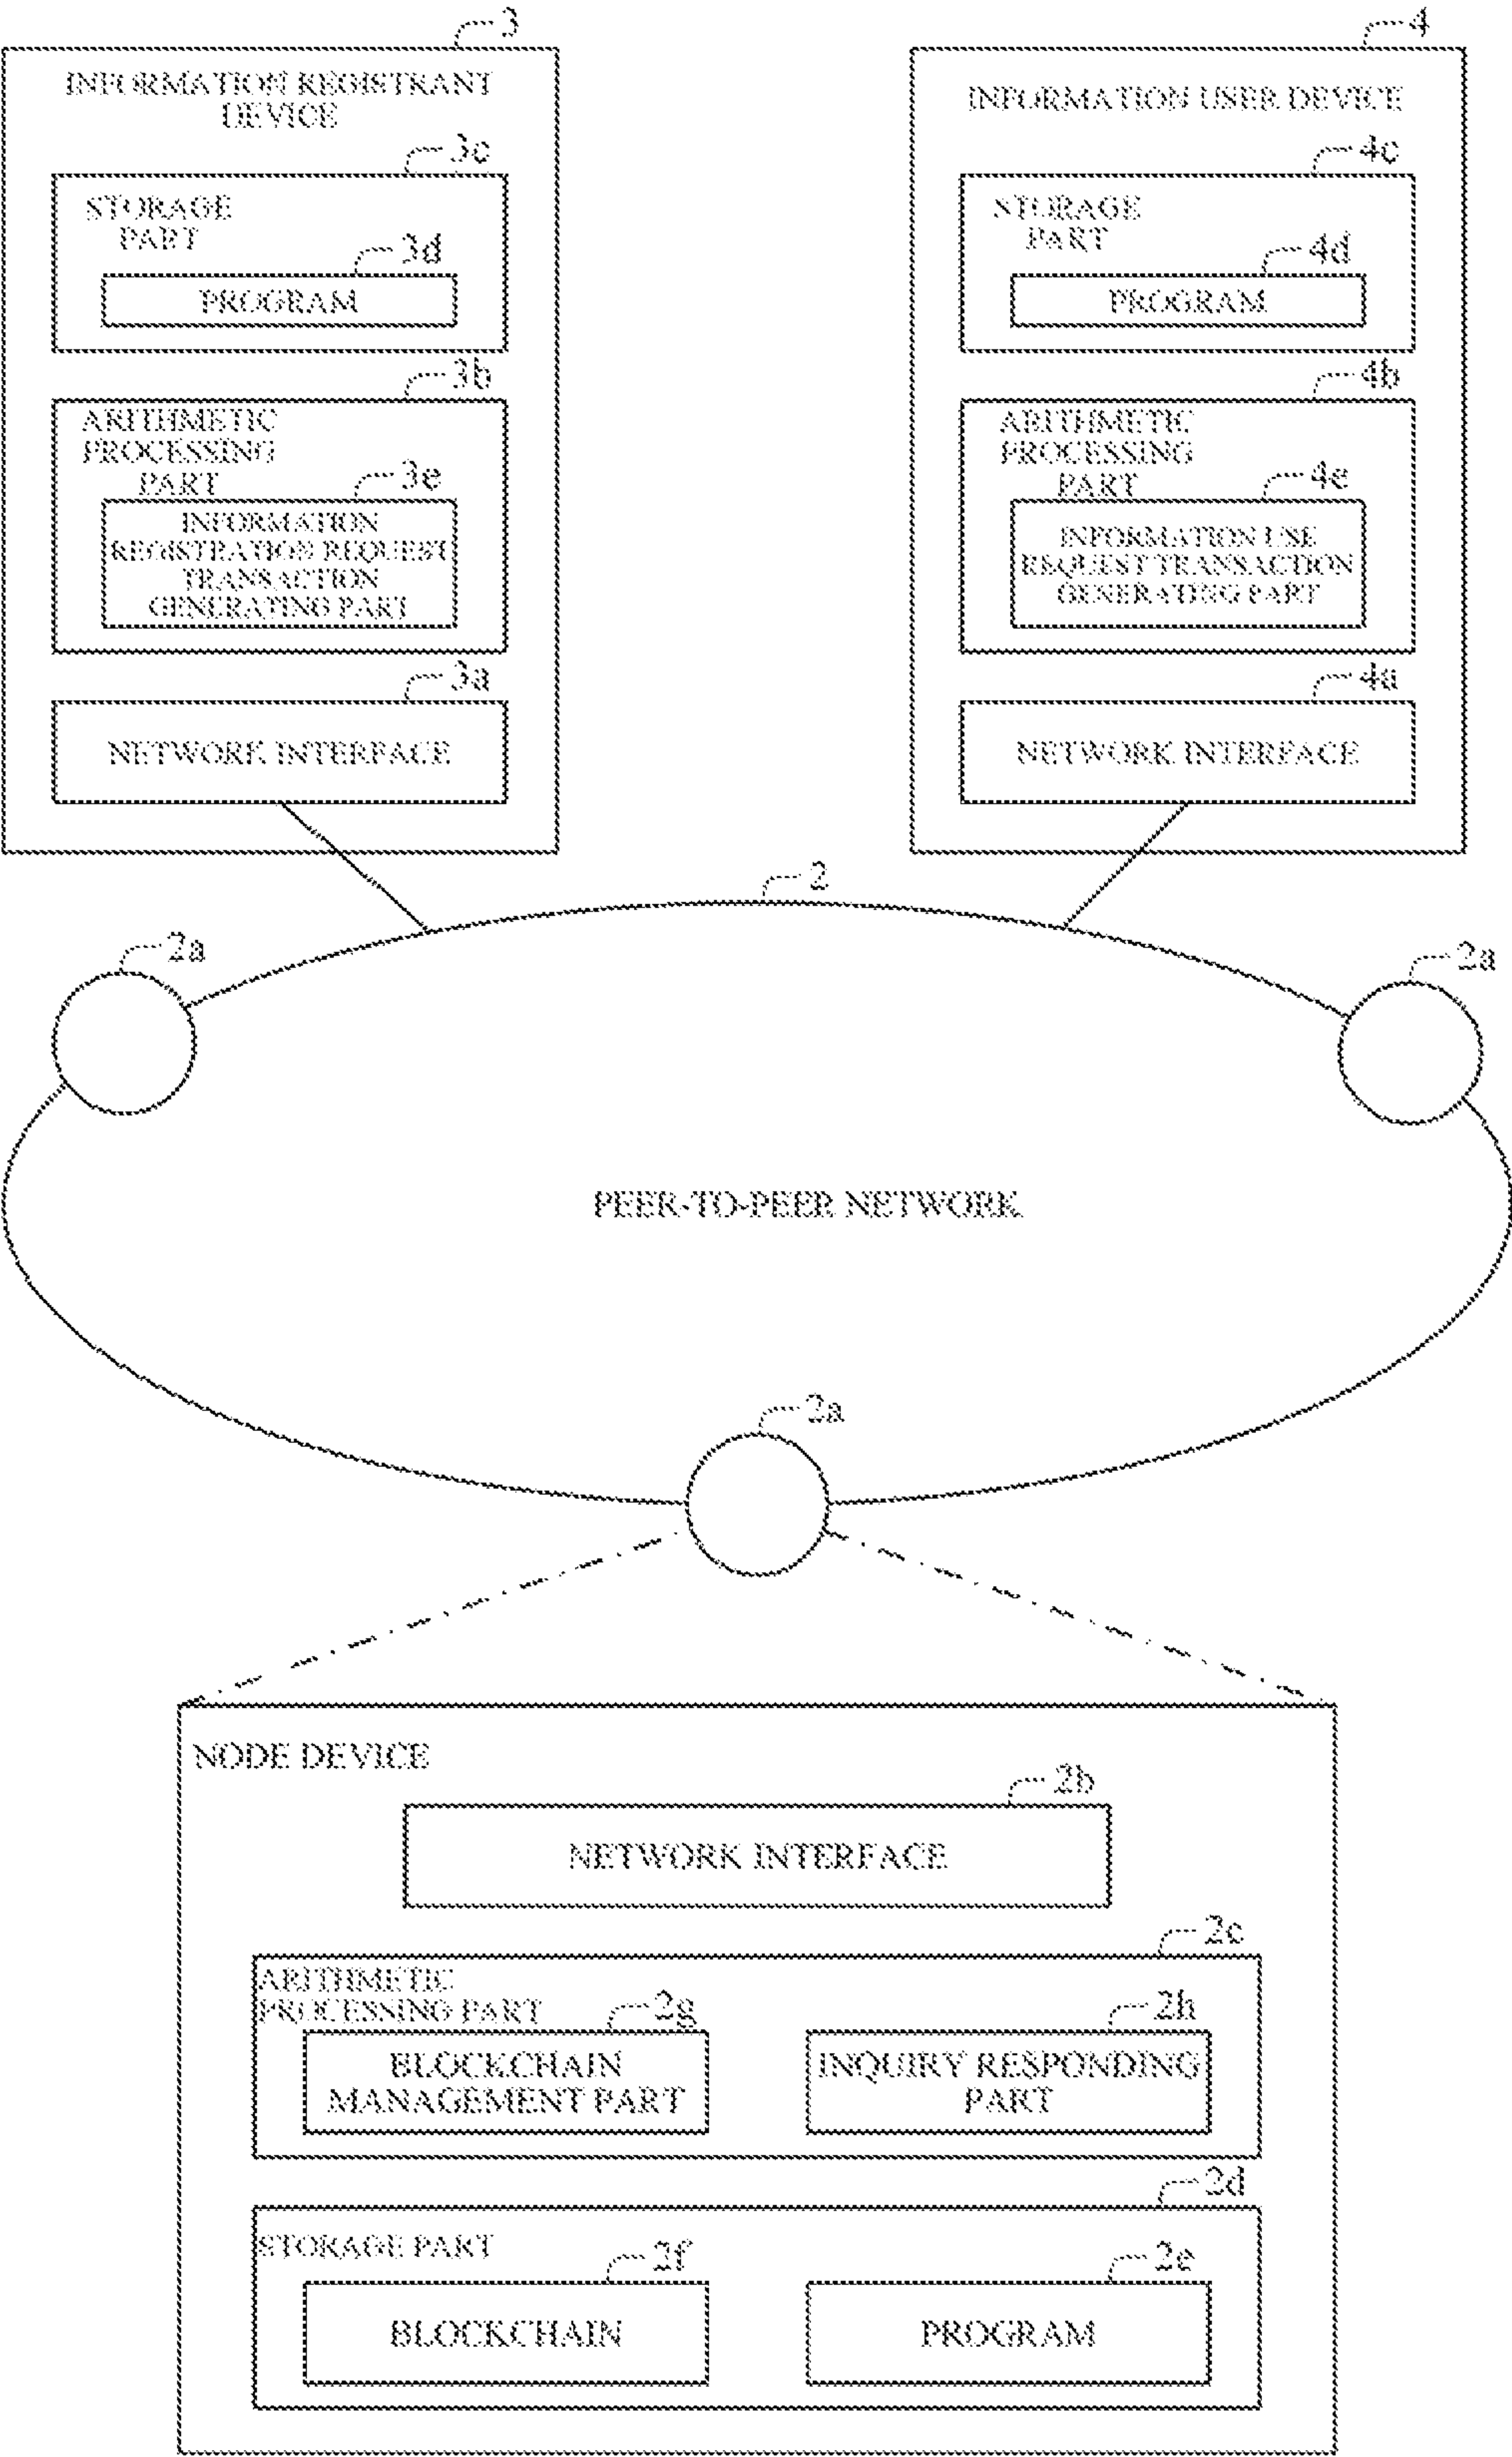 3
INFORMATION REGISTRANT
DEVICE
3c
STORAGE
PART
3d
PROGRAM
3b
ARITHMETIC
PROCESSING
PART
3e
INFORMATION
REGISTRATION REQUEST
TRANSACTION
GENERATING PART
3a
NETWORK INTERFACE
4
INFORMATION USER DEVICE
4c
STORAGE
PART
4d
PROGRAM
4b
ARITHMETIC
PROCESSING
PART
4e
INFORMATION USE
REQUEST TRANSACTION
GENERATING PART
4a
NETWORK INTERFACE
2
2a
2a
PEER-TO-PEER NETWORK
2a
NODE DEVICE
2b
NETWORK INTERFACE
2c
ARITHMETIC
PROCESSING PART
2g
BLOCKCHAIN
MANAGEMENT PART
2h
INQUIRY RESPONDING
PART
2d
STORAGE PART
2f
BLOCKCHAIN
2e
PROGRAM